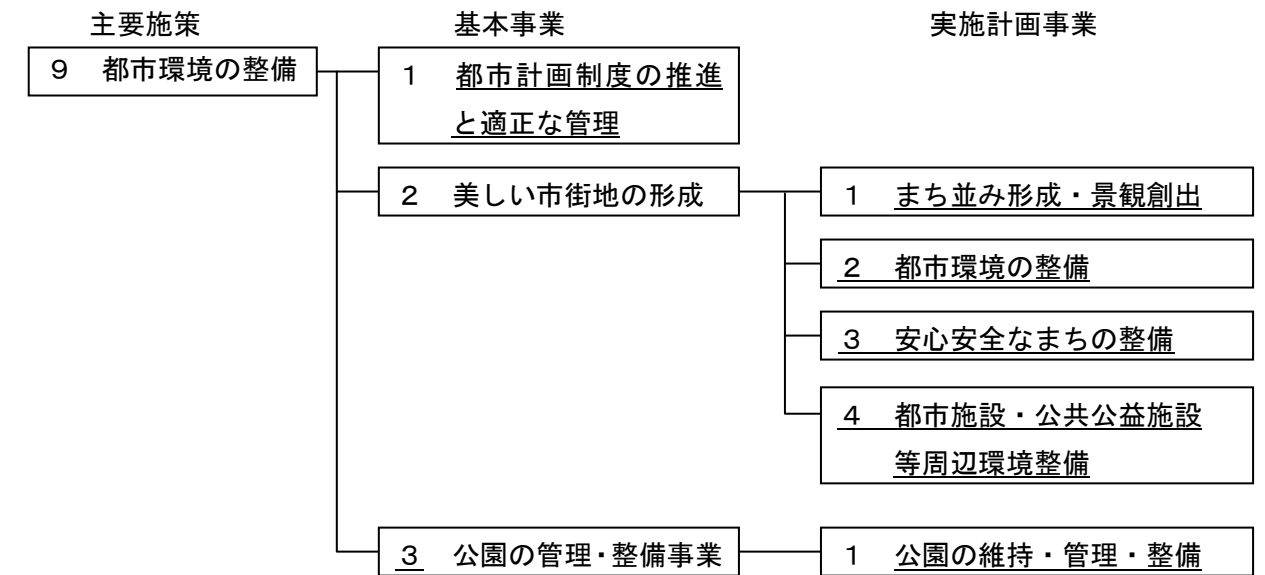 主要施策 基本事業 実施計画事業
9 都市環境の整備
1 都市計画制度の推進
と適正な管理
2 美しい市街地の形成
1 まち並み形成・景観創出
2 都市環境の整備
3 安心安全なまちの整備
4 都市施設・公共公益施設
等周辺環境整備
3 公園の管理・整備事業
1 公園の維持・管理・整備